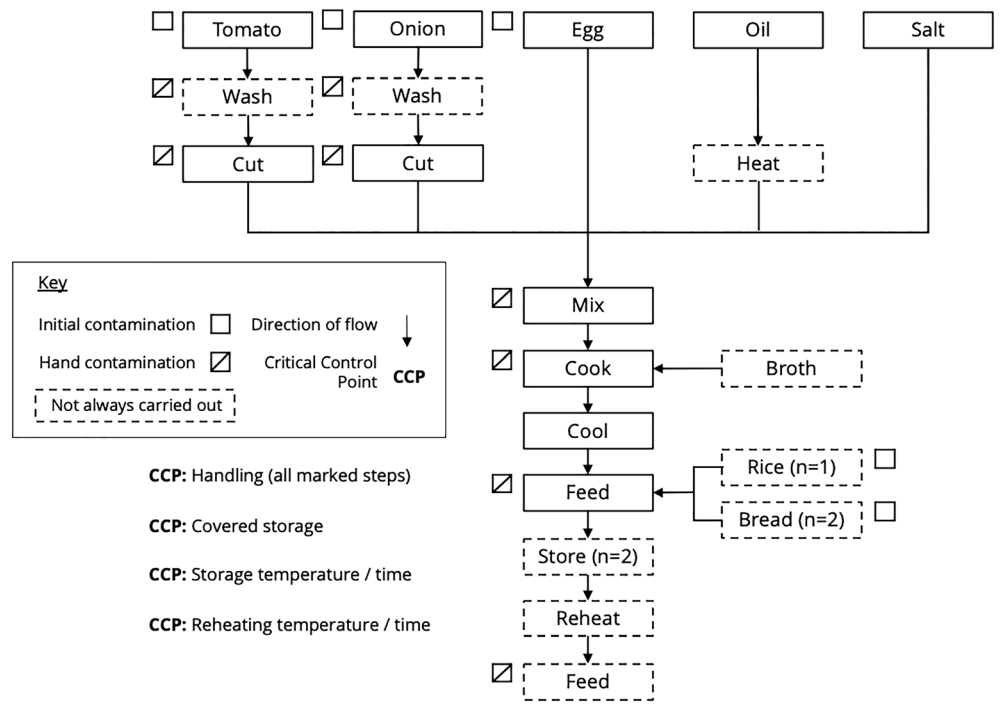 Tomato
Onion
Egg
Oil
Salt
Wash
Wash
Cut
Cut
Heat
Key
Initial contamination
Direction of flow
Hand contamination
Critical Control
Point
CCP
Not always carried out
Mix
Cook
Broth
Cool
Feed
Rice (n=1)
Bread (n=2)
Store (n=2)
Reheat
Feed
CCP: Handling (all marked steps)
CCP: Covered storage
CCP: Storage temperature / time
CCP: Reheating temperature / time